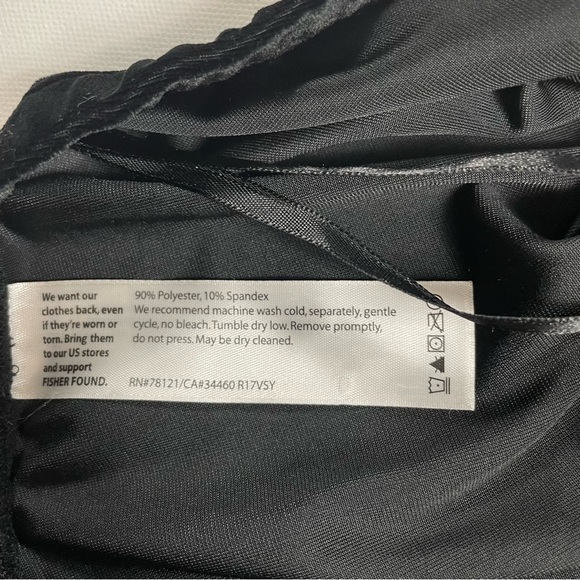 We want our
clothes back, even
if they're worn or
torn. Bring them
to our US stores
and support
FISHER FOUND.
90% Polyester, 10% Spandex
We recommend machine wash cold, separately, gentle
cycle, no bleach. Tumble dry low. Remove promptly,
do not press. May be dry cleaned.
RN#78121/CA#34460 R17VSY